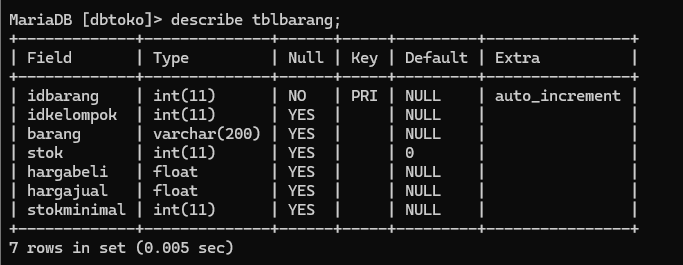 MariaDB [dbtoko]> describe tblbarang;
+-------------+--------------+------+-----+---------+----------------+
| Field       | Type         | Null | Key | Default | Extra          |
+-------------+--------------+------+-----+---------+----------------+
| idbarang    | int(11)      | NO   | PRI | NULL    | auto_increment |
| idkelompok  | int(11)      | YES  |     | NULL    |                |
| barang      | varchar(200) | YES  |     | NULL    |                |
| stok        | int(11)      | YES  |     | 0       |                |
| hargabeli   | float        | YES  |     | NULL    |                |
| hargajual   | float        | YES  |     | NULL    |                |
| stokminimal | int(11)      | YES  |     | NULL    |                |
+-------------+--------------+------+-----+---------+----------------+
7 rows in set (0.005 sec)